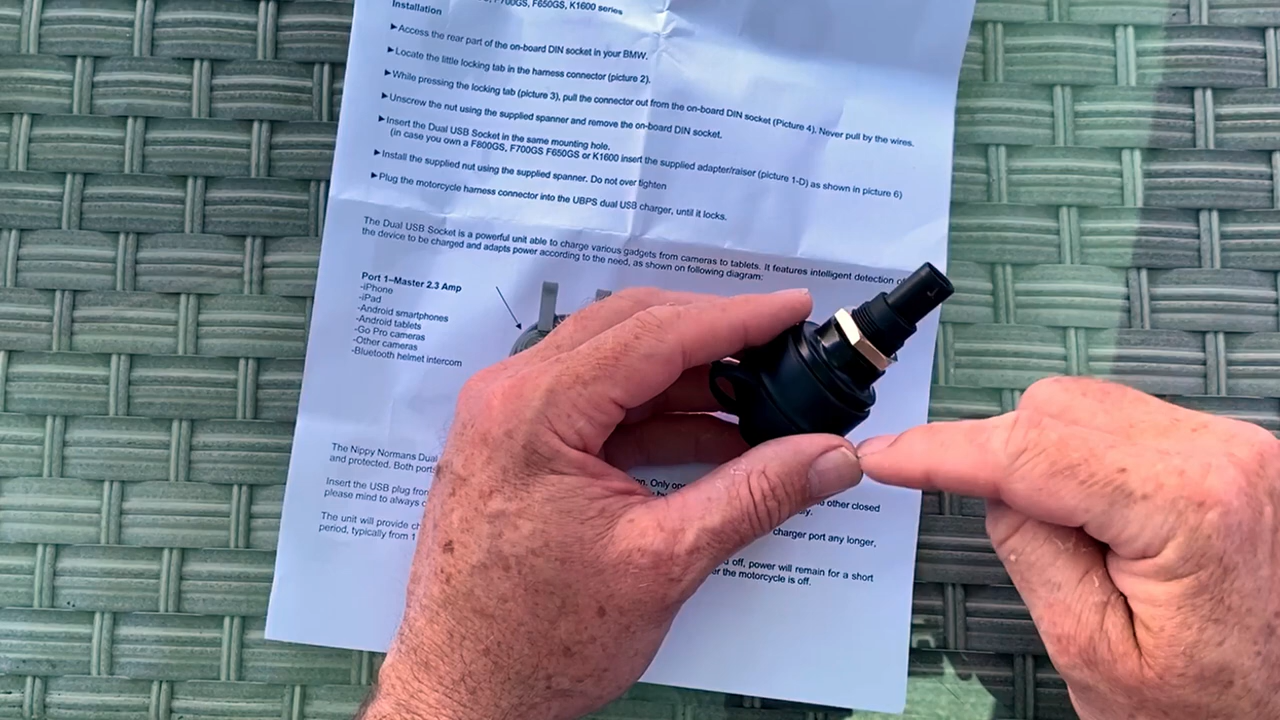 F700GS, F650GS, K1600 series
Installation
►Access the rear part of the on-board DIN socket in your BMW.
►Locate the little locking tab in the harness connector (picture 2).
►While pressing the locking tab (picture 3), pull the connector out from the on-board DIN socket (Picture 4). Never pull by the wires.
►Unscrew the nut using the supplied spanner and remove the on-board DIN socket.
►Insert the Dual USB Socket in the same mounting hole.
(in case you own a F800GS, F700GS F650GS or K1600 insert the supplied adapter/raiser (picture 1-D) as shown in picture 6)
►Install the supplied nut using the supplied spanner. Do not over tighten
►Plug the motorcycle harness connector into the UBPS dual USB charger, until it locks.
The Dual USB Socket is a powerful unit able to charge various gadgets from cameras to tablets. It features intelligent detection of
the device to be charged and adapts power according to the need, as shown on following diagram:
Port 1–Master 2.3 Amp
-iPhone
-iPad
-Android smartphones
-Android tablets
-Go Pro cameras
-Other cameras
-Bluetooth helmet intercom
The Nippy Normans Dual
and protected. Both
Only
other closed
Insert the USB plug
please mind to always
charger port any longer,
The unit will provide
off, power will remain for a short
period, typically from 1
the motorcycle is off.